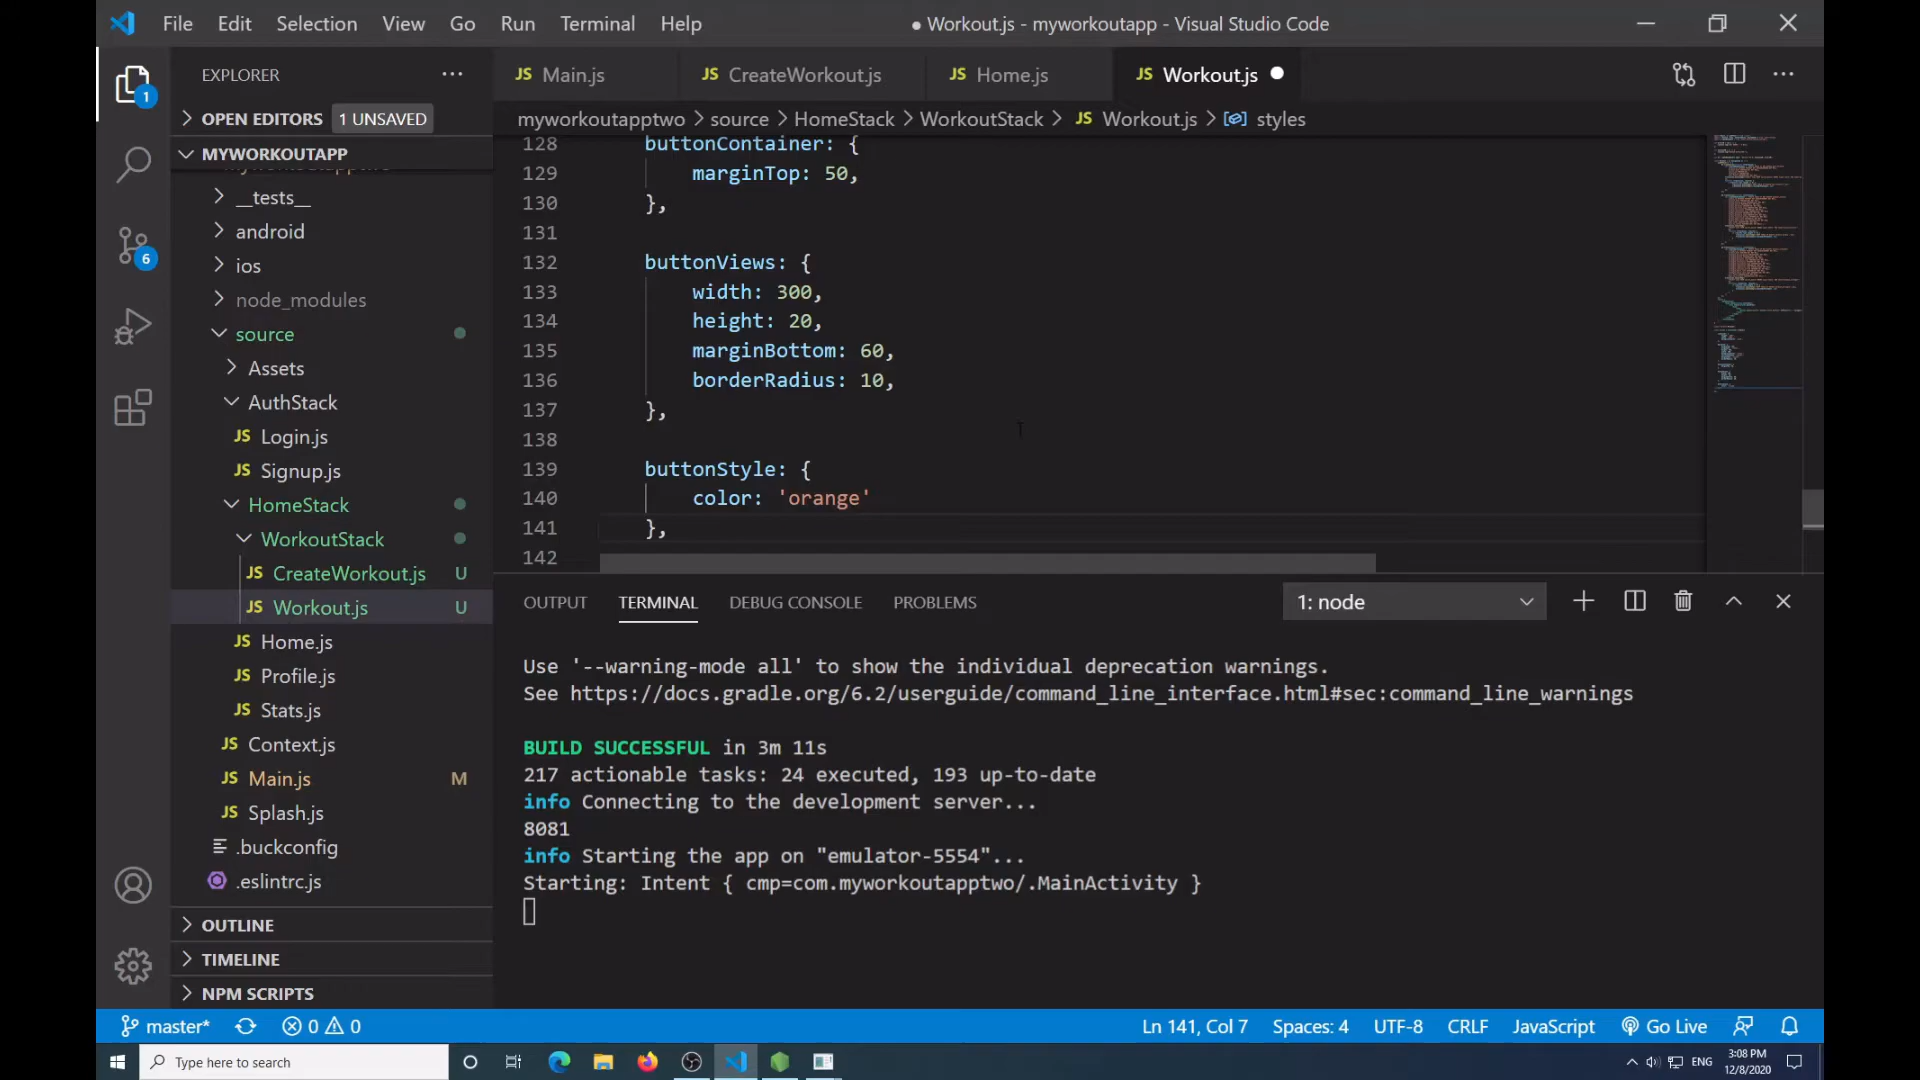 File Edit Selection View Go Run Terminal Help
● Workout.js - myworkoutapp - Visual Studio Code
EXPLORER
OPEN EDITORS 1 UNSAVED
MYWORKOUTAPP
__tests__
android
ios
node_modules
source
Assets
AuthStack
JS Login.js
JS Signup.js
HomeStack
WorkoutStack
JS CreateWorkout.js U
JS Workout.js U
JS Home.js
JS Profile.js
JS Stats.js
JS Context.js
JS Main.js M
JS Splash.js
.buckconfig
.eslintrc.js
OUTLINE
TIMELINE
NPM SCRIPTS
1
6
JS Main.js JS CreateWorkout.js JS Home.js JS Workout.js
myworkoutapptwo > source > HomeStack > WorkoutStack > JS Workout.js > styles
128 buttonContainer: {
129 marginTop: 50,
130 },
131
132 buttonViews: {
133 width: 300,
134 height: 20,
135 marginBottom: 60,
136 borderRadius: 10,
137 },
138
139 buttonStyle: {
140 color: 'orange'
141 },
142
OUTPUT TERMINAL DEBUG CONSOLE PROBLEMS 1: node
Use '--warning-mode all' to show the individual deprecation warnings.
See https://docs.gradle.org/6.2/userguide/command_line_interface.html#sec:command_line_warnings
BUILD SUCCESSFUL in 3m 11s
217 actionable tasks: 24 executed, 193 up-to-date
info Connecting to the development server...
8081
info Starting the app on "emulator-5554"...
Starting: Intent { cmp=com.myworkoutapptwo/.MainActivity }
master* 0 0 Ln 141, Col 7 Spaces: 4 UTF-8 CRLF JavaScript Go Live
Type here to search ENG 3:08 PM
12/8/2020